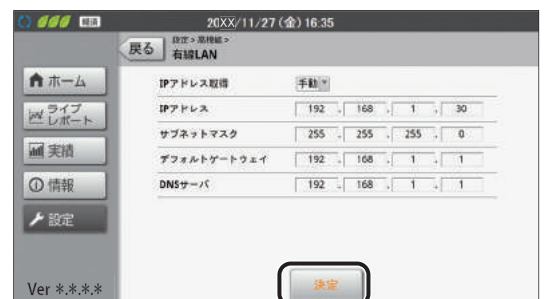 経済
20XX/11/27 (金) 16:35
戻る
設定>高機能>
有線LAN
ホーム
ライブ
レポート
実績
情報
設定
Ver *.*.*.*
IPアドレス取得 手動
IPアドレス 192 . 168 . 1 . 30
サブネットマスク 255 . 255 . 255 . 0
デフォルトゲートウェイ 192 . 168 . 1 . 1
DNSサーバ 192 . 168 . 1 . 1
決定